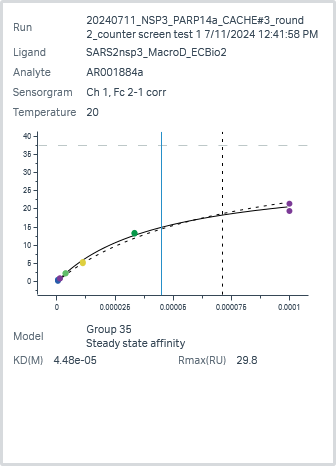 Run
20240711_NSP3_PARP14a_CACHE#3_round
2_counter screen test 1 7/11/2024 12:41:58 PM
Ligand SARS2nsp3_MacroD_ECBio2
Analyte AR001884a
Sensorgram Ch 1, Fc 2-1 corr
Temperature 20
40
35
30
25
20
15
10
5
0
0 0.000025 0.00005 0.000075 0.0001
Model
Group 35
Steady state affinity
KD(M) 4.48e-05 Rmax(RU) 29.8